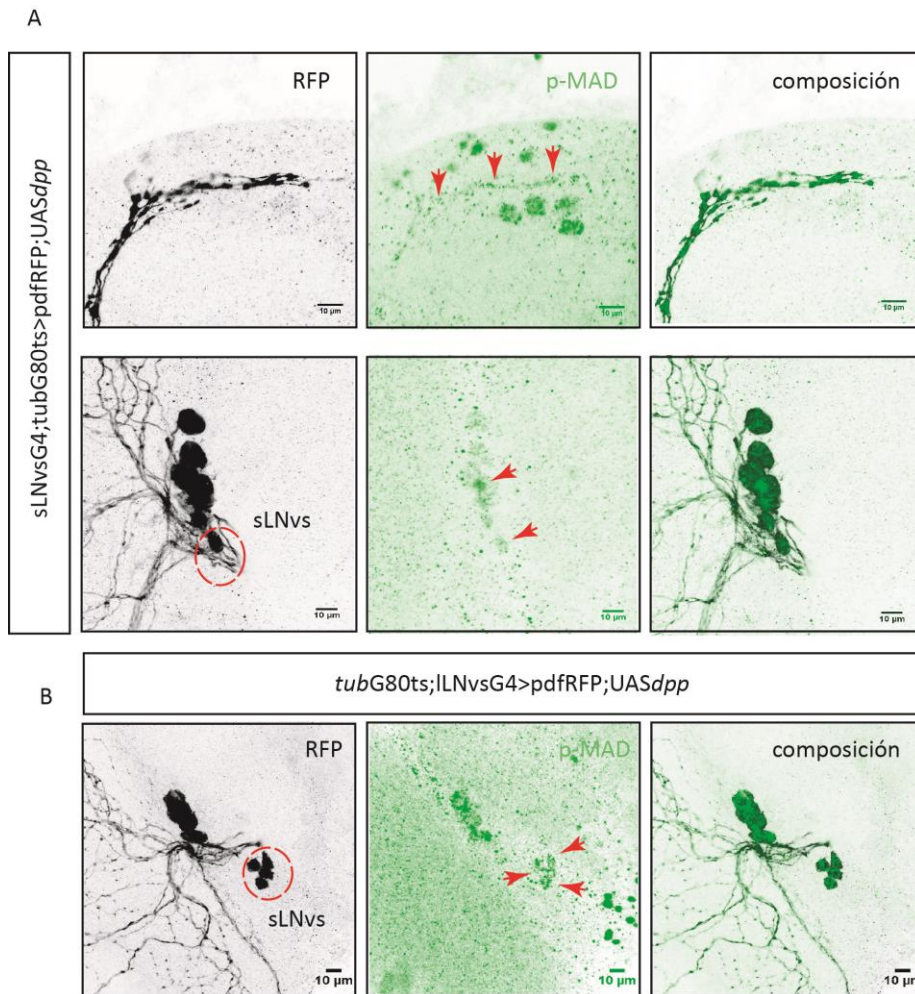 A
sLNvsG4;tubG80ts>pdfRFP;UASdpp
RFP
p-MAD
composición
10 µm
10 µm
10 µm
sLNvs
10 µm
10 µm
10 µm
B
tubG80ts;lLNvsG4>pdfRFP;UASdpp
RFP
p-MAD
composición
sLNvs
10 µm
10 µm
10 µm